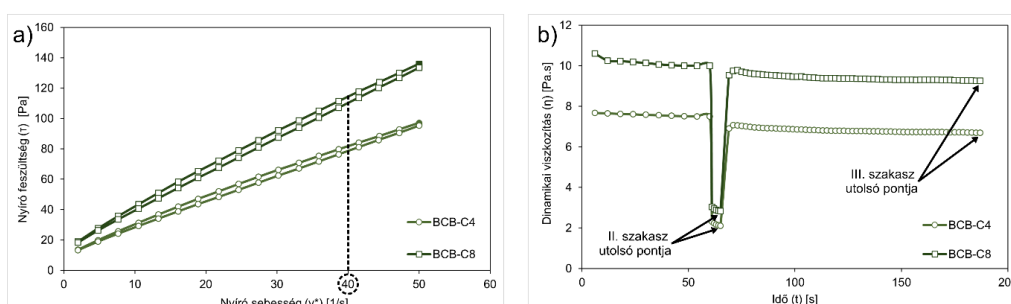 a)
Nyíró feszültség (τ) [Pa]
160
140
120
100
80
60
40
20
0
0 10 20 30 40 50 60
Nyíró sebesség (γ*) [1/s]
BCB-C4
BCB-C8
b)
Dinamikai viszkozitás (η) [Pa.s]
12
10
8
6
4
2
0
0 50 100 150 200
Idő (t) [s]
II. szakasz
utolsó pontja
III. szakasz
utolsó pontja
BCB-C4
BCB-C8